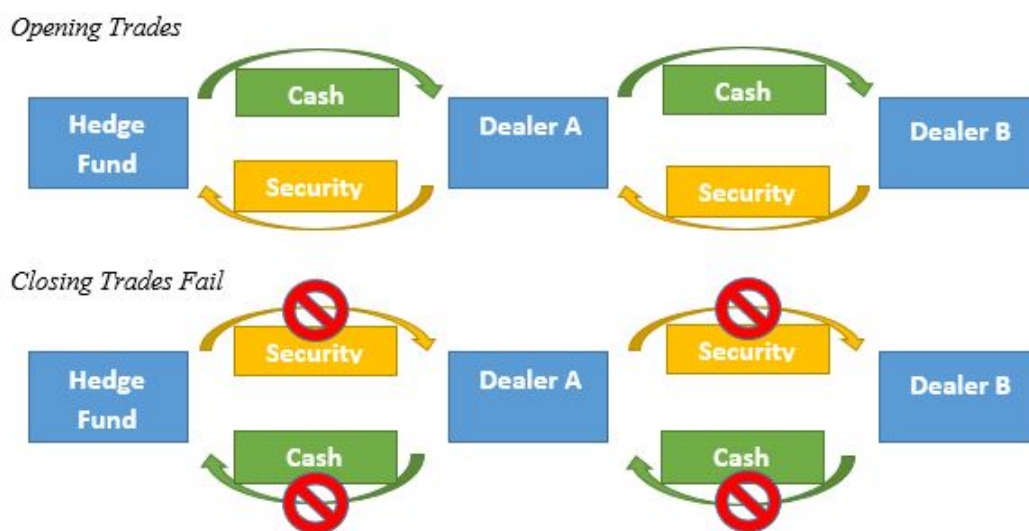 Opening Trades
Cash
Cash
Hedge
Fund
Dealer A
Dealer B
Security
Security
Closing Trades Fail
Security
Security
Hedge
Fund
Dealer A
Dealer B
Cash
Cash